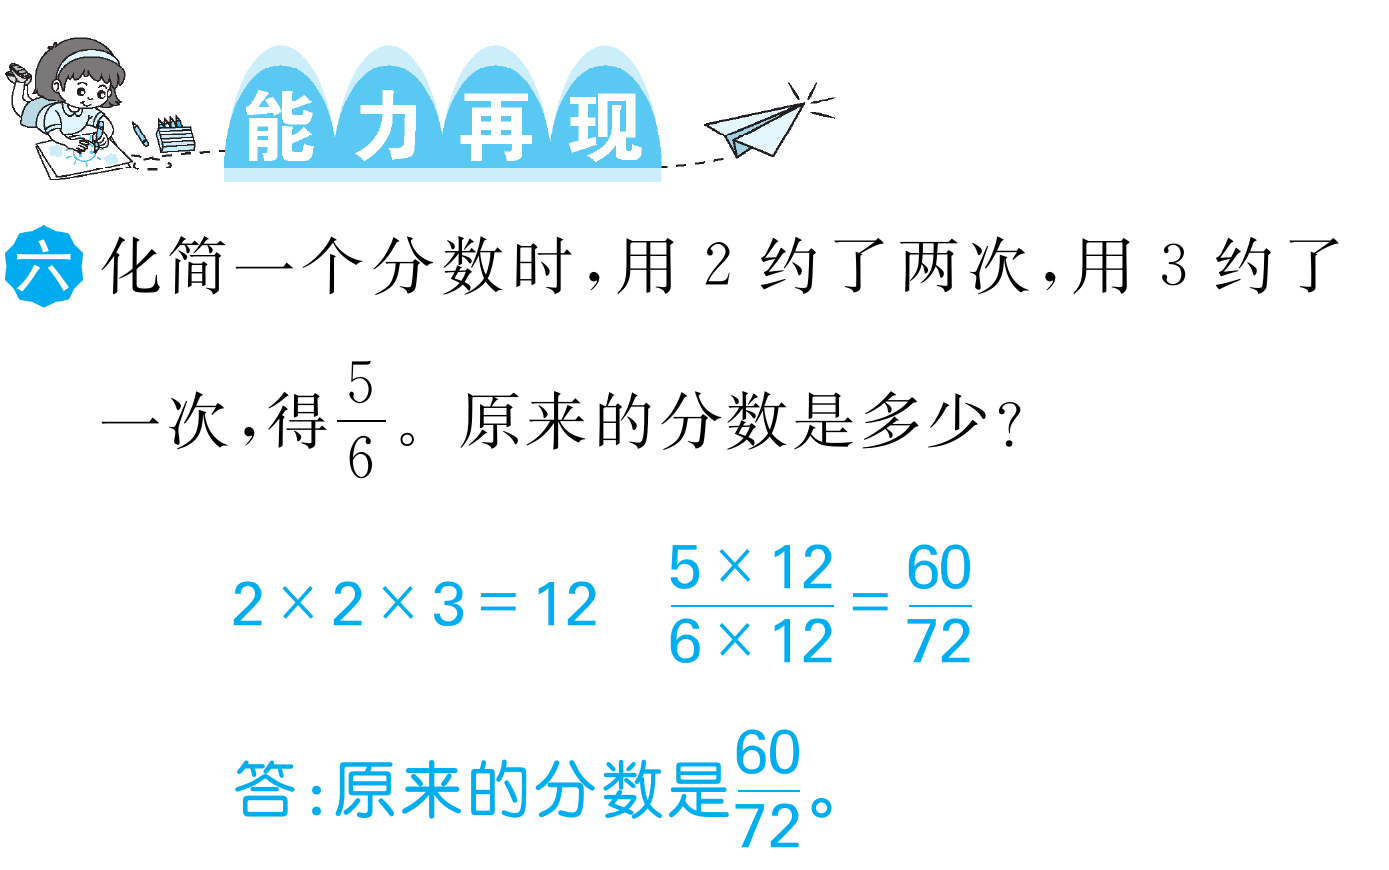 能力再现
六 化简一个分数时,用 2 约了两次,用 3 约了
一次,得5/6。原来的分数是多少?
2×2×3=12 5×12/6×12=60/72
答:原来的分数是60/72。